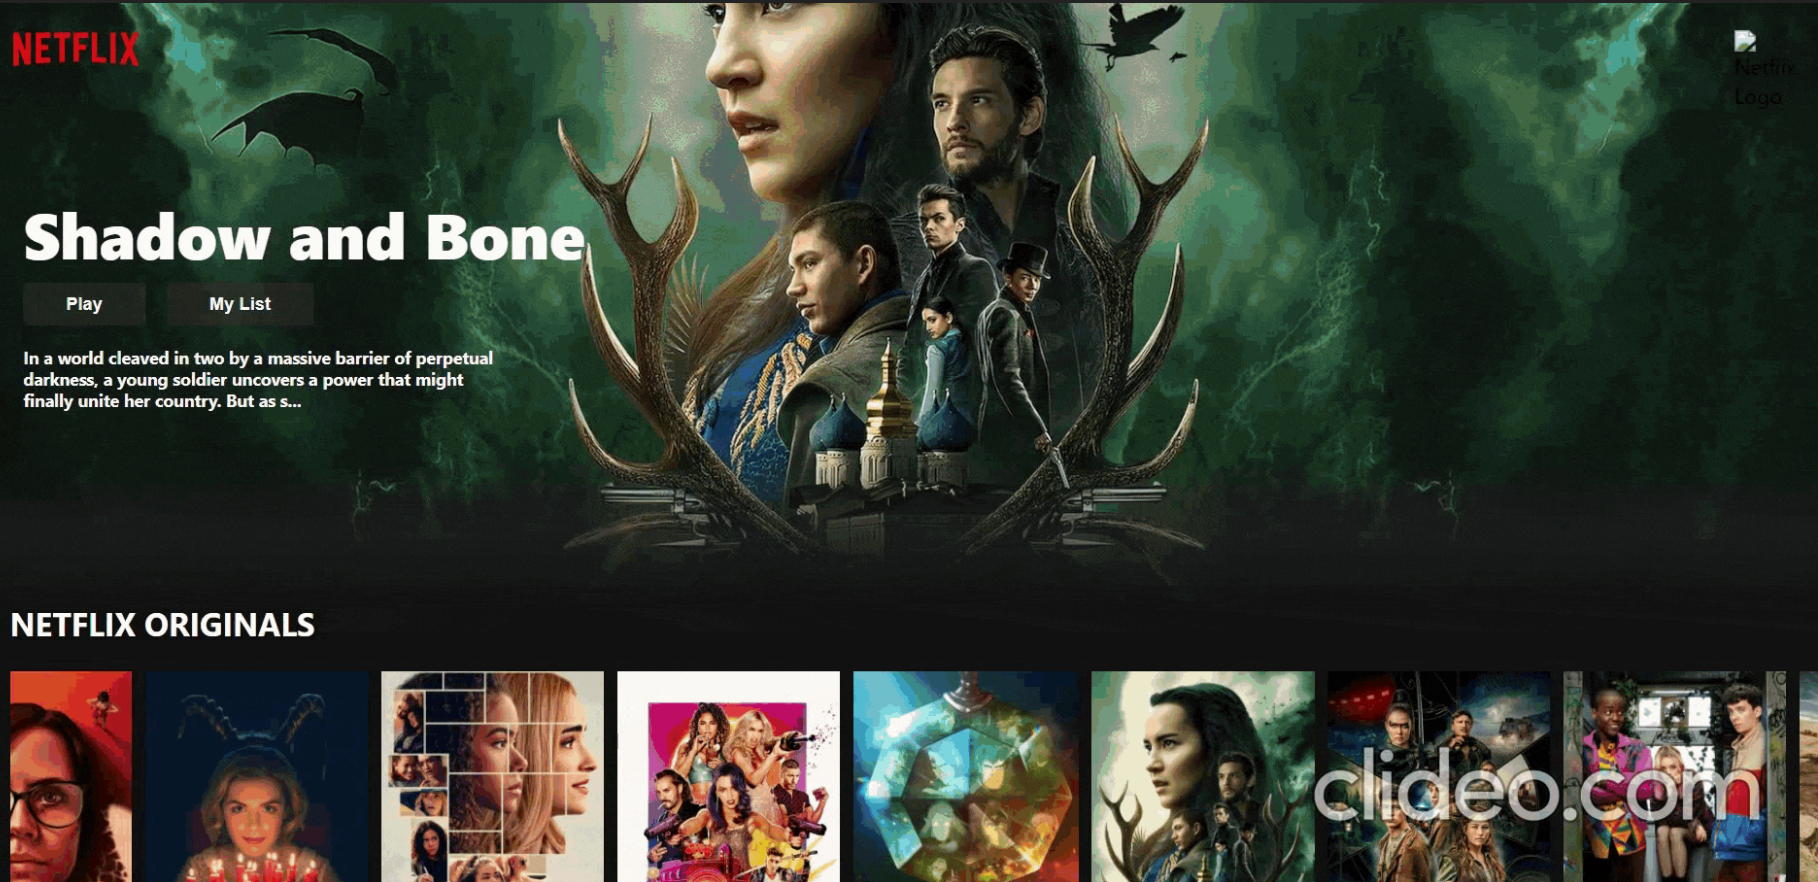 NETFLIX
Netflix
Logo
Shadow and Bone
Play
My List
In a world cleaved in two by a massive barrier of perpetual
darkness, a young soldier uncovers a power that might
finally unite her country. But as s...
NETFLIX ORIGINALS
clideo.com